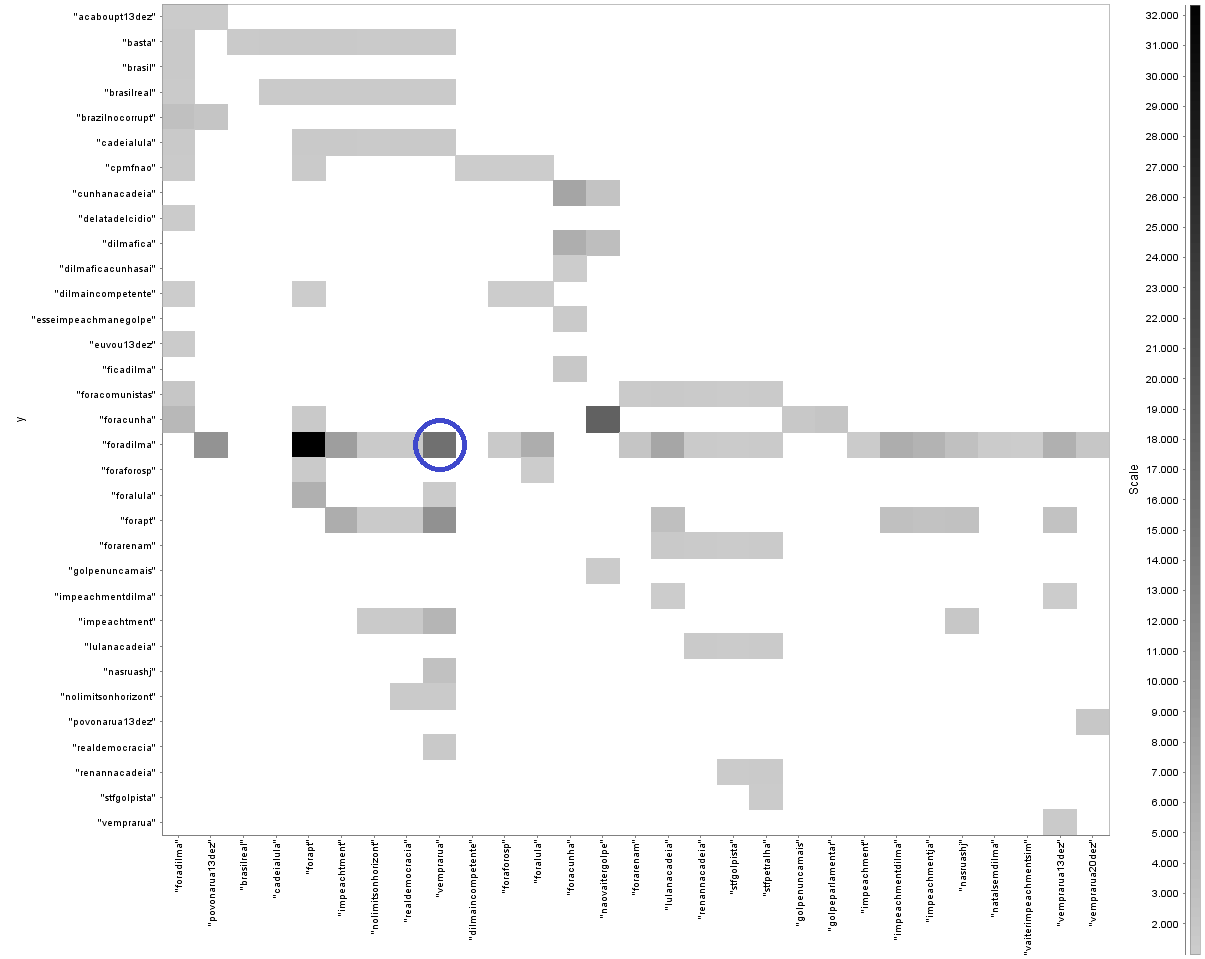 "acaboupt13dez"
"basta"
"brasil"
"brasilreal"
"brazilnocorrupt"
"cadeialula"
"cpmfnao"
"cunhanacadeia"
"delatadelcidio"
"dilmafica"
"dilmaficacunhasai"
"dilmaincompetente"
"esseimpeachmanegolpe"
"euvou13dez"
"ficadilma"
"foracomunistas"
"foracunha"
"foradilma"
"foraforosp"
"foralula"
"forapt"
"forarenam"
"golpenuncamais"
"impeachmentdilma"
"impeachtment"
"lulanacadeia"
"nasruashj"
"nolimitsonhorizont"
"povonarua13dez"
"realdemocracia"
"renannacadeia"
"stfgolpista"
"vemprarua"
y
"foradilma"
"povonarua13dez"
"brasilreal"
"cadeialula"
"forapt"
"impeachtment"
"nolimitsonhorizont"
"realdemocracia"
"vemprarua"
"dilmaincompetente"
"foraforosp"
"foralula"
"foracunha"
"naovaitergolpe"
"forarenam"
"lulanacadeia"
"renannacadeia"
"stfgolpista"
"stfpetralha"
"golpenuncamais"
"golpeparlamentar"
"impeachment"
"impeachmentdilma"
"impeachmentja"
"nasruashj"
"natalsemdilma"
"vaiterimpeachmentsim"
"vemprarua13dez"
"vemprarua20dez"
Scale
32.000
31.000
30.000
29.000
28.000
27.000
26.000
25.000
24.000
23.000
22.000
21.000
20.000
19.000
18.000
17.000
16.000
15.000
14.000
13.000
12.000
11.000
10.000
9.000
8.000
7.000
6.000
5.000
4.000
3.000
2.000